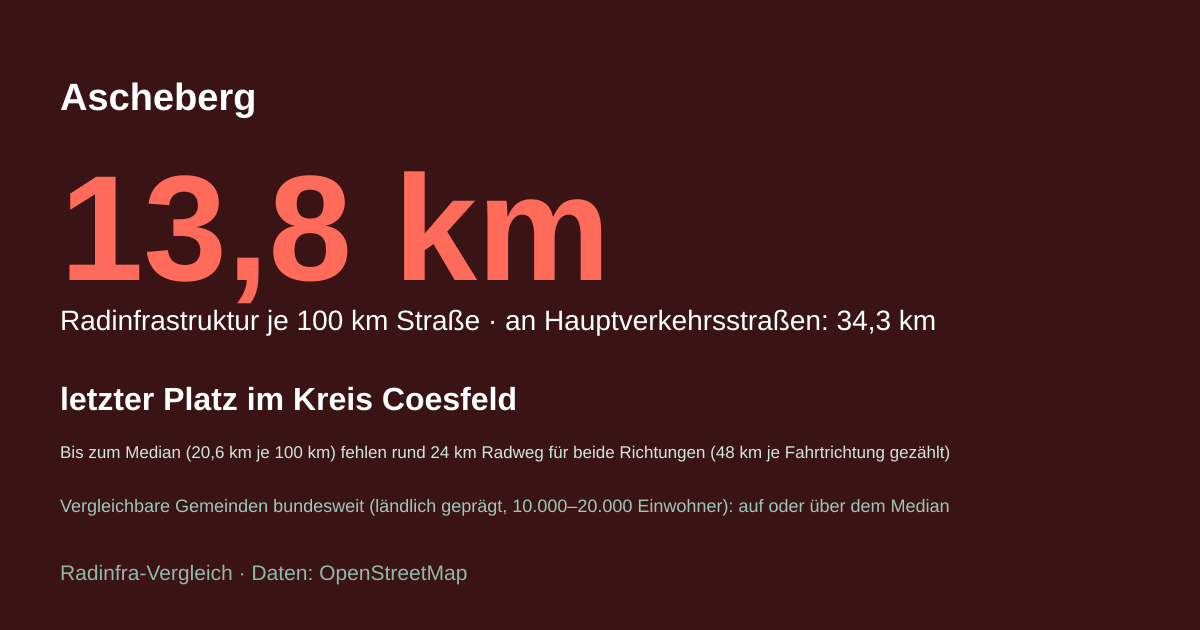 Ascheberg
13,8 km
Radinfrastruktur je 100 km Straße · an Hauptverkehrsstraßen: 34,3 km
letzter Platz im Kreis Coesfeld
Bis zum Median (20,6 km je 100 km) fehlen rund 24 km Radweg für beide Richtungen (48 km je Fahrtrichtung gezählt)
Vergleichbare Gemeinden bundesweit (ländlich geprägt, 10.000–20.000 Einwohner): auf oder über dem Median
Radinfra-Vergleich · Daten: OpenStreetMap